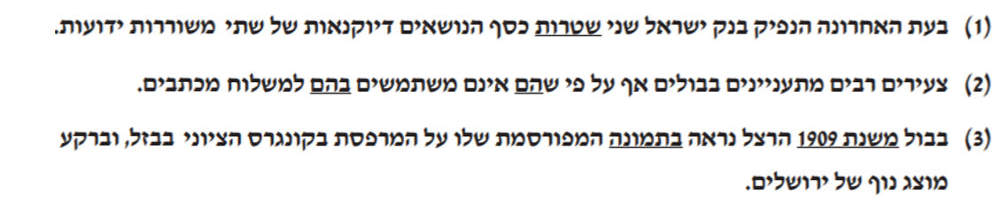 (1) בעת האחרונה הנפיק בנק ישראל שני שטרות כסף הנושאים דיוקנאות של שתי משוררות ידועות.
(2) צעירים רבים מתעניינים בבולים אף על פי שהם אינם משתמשים בהם למשלוח מכתבים.
(3) בבול משנת 1909 הרצל נראה בתמונה המפורסמת שלו על המרפסת בקונגרס הציוני בבזל, וברקע
מוצג נוף של ירושלים.